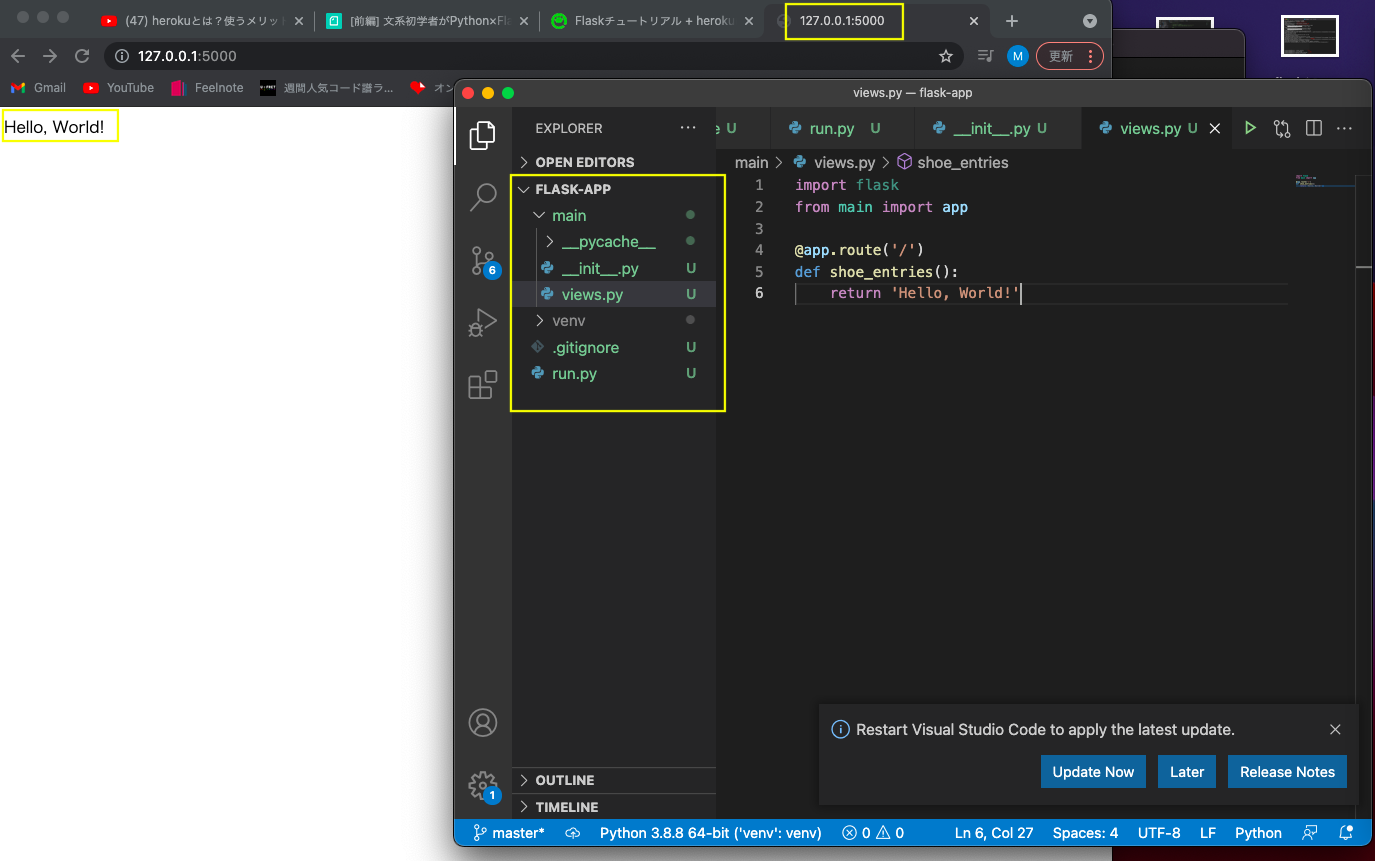 (47) herokuとは？使うメリット
[前編] 文系初学者がPython×Fla
Flaskチュートリアル + heroku
127.0.0.1:5000
127.0.0.1:5000
M
更新
Gmail
YouTube
Feelnote
週間人気コード譜ラ...
オン
Hello, World!
views.py — flask-app
EXPLORER
OPEN EDITORS
FLASK-APP
main
__pycache__
__init__.py U
views.py U
venv
.gitignore U
run.py U
OUTLINE
TIMELINE
6
1
e U
run.py U
__init__.py U
views.py U
main > views.py > shoe_entries
1 import flask
2 from main import app
3
4 @app.route('/')
5 def shoe_entries():
6 return 'Hello, World!'
Restart Visual Studio Code to apply the latest update.
Update Now
Later
Release Notes
master*
Python 3.8.8 64-bit ('venv': venv)
0
0
Ln 6, Col 27
Spaces: 4
UTF-8
LF
Python